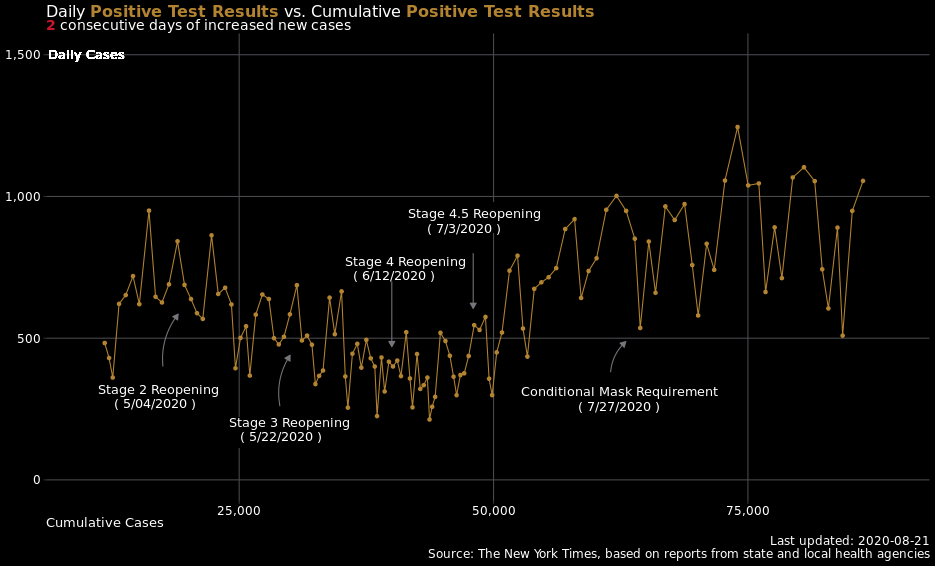 Daily Positive Test Results vs. Cumulative Positive Test Results
2 consecutive days of increased new cases
1,500
Daily Cases
1,000
Stage 4.5 Reopening
( 7/3/2020 )
Stage 4 Reopening
( 6/12/2020 )
500
Stage 2 Reopening
( 5/04/2020 )
Conditional Mask Requirement
( 7/27/2020 )
Stage 3 Reopening
( 5/22/2020 )
0
25,000
50,000
75,000
Cumulative Cases
Last updated: 2020-08-21
Source: The New York Times, based on reports from state and local health agencies